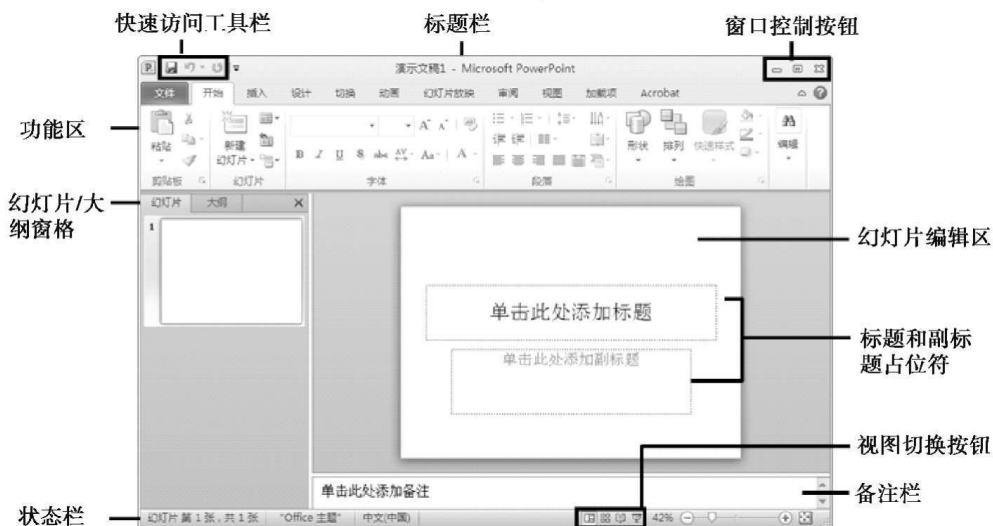 快速访问工具栏 标题栏 窗口控制按钮
演示文稿1 - Microsoft PowerPoint
文件 开始 插入 设计 切换 动画 幻灯片放映 审阅 视图 加载项 Acrobat
功能区
粘贴 新建 形状 排列 快速样式 编辑
幻灯片
B I U S abc AV Aa A
剪贴板 幻灯片 字体 段落 绘图
幻灯片/大
纲窗格
幻灯片 大纲
1
幻灯片编辑区
单击此处添加标题
单击此处添加副标题
标题和副标
题占位符
视图切换按钮
单击此处添加备注
备注栏
状态栏
幻灯片 第 1 张,共 1 张 "Office 主题" 中文(中国) 42%